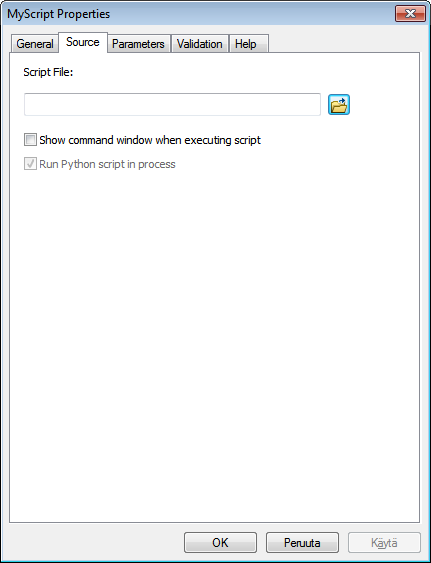 MyScript Properties
General Source Parameters Validation Help
Script File:
Show command window when executing script
Run Python script in process
OK Peruuta Käytä